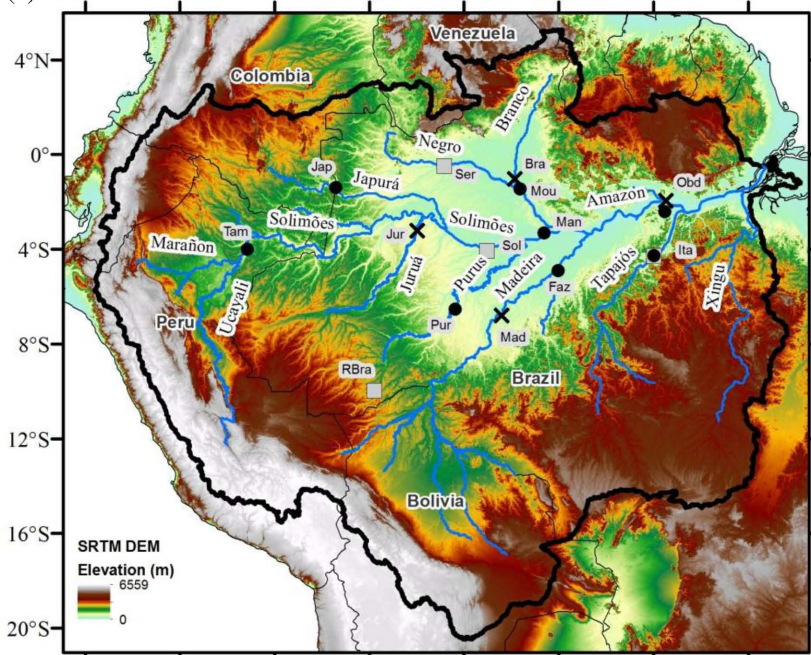 Venezuela
4°N
Colombia
Branco
Negro
0°
Bra
Jap
Ser
Japurá
Mou
Obd
Amazon
Solimões
Solimões
Man
Tam
Marañon
Jur
Sol
4°S
Ita
Juruá
Purus
Madeira
Tapajós
Xingu
Faz
Ucayali
Peru
Pur
Mad
8°S
RBra
Brazil
12°S
Bolivia
16°S
SRTM DEM
Elevation (m)
6559
0
20°S